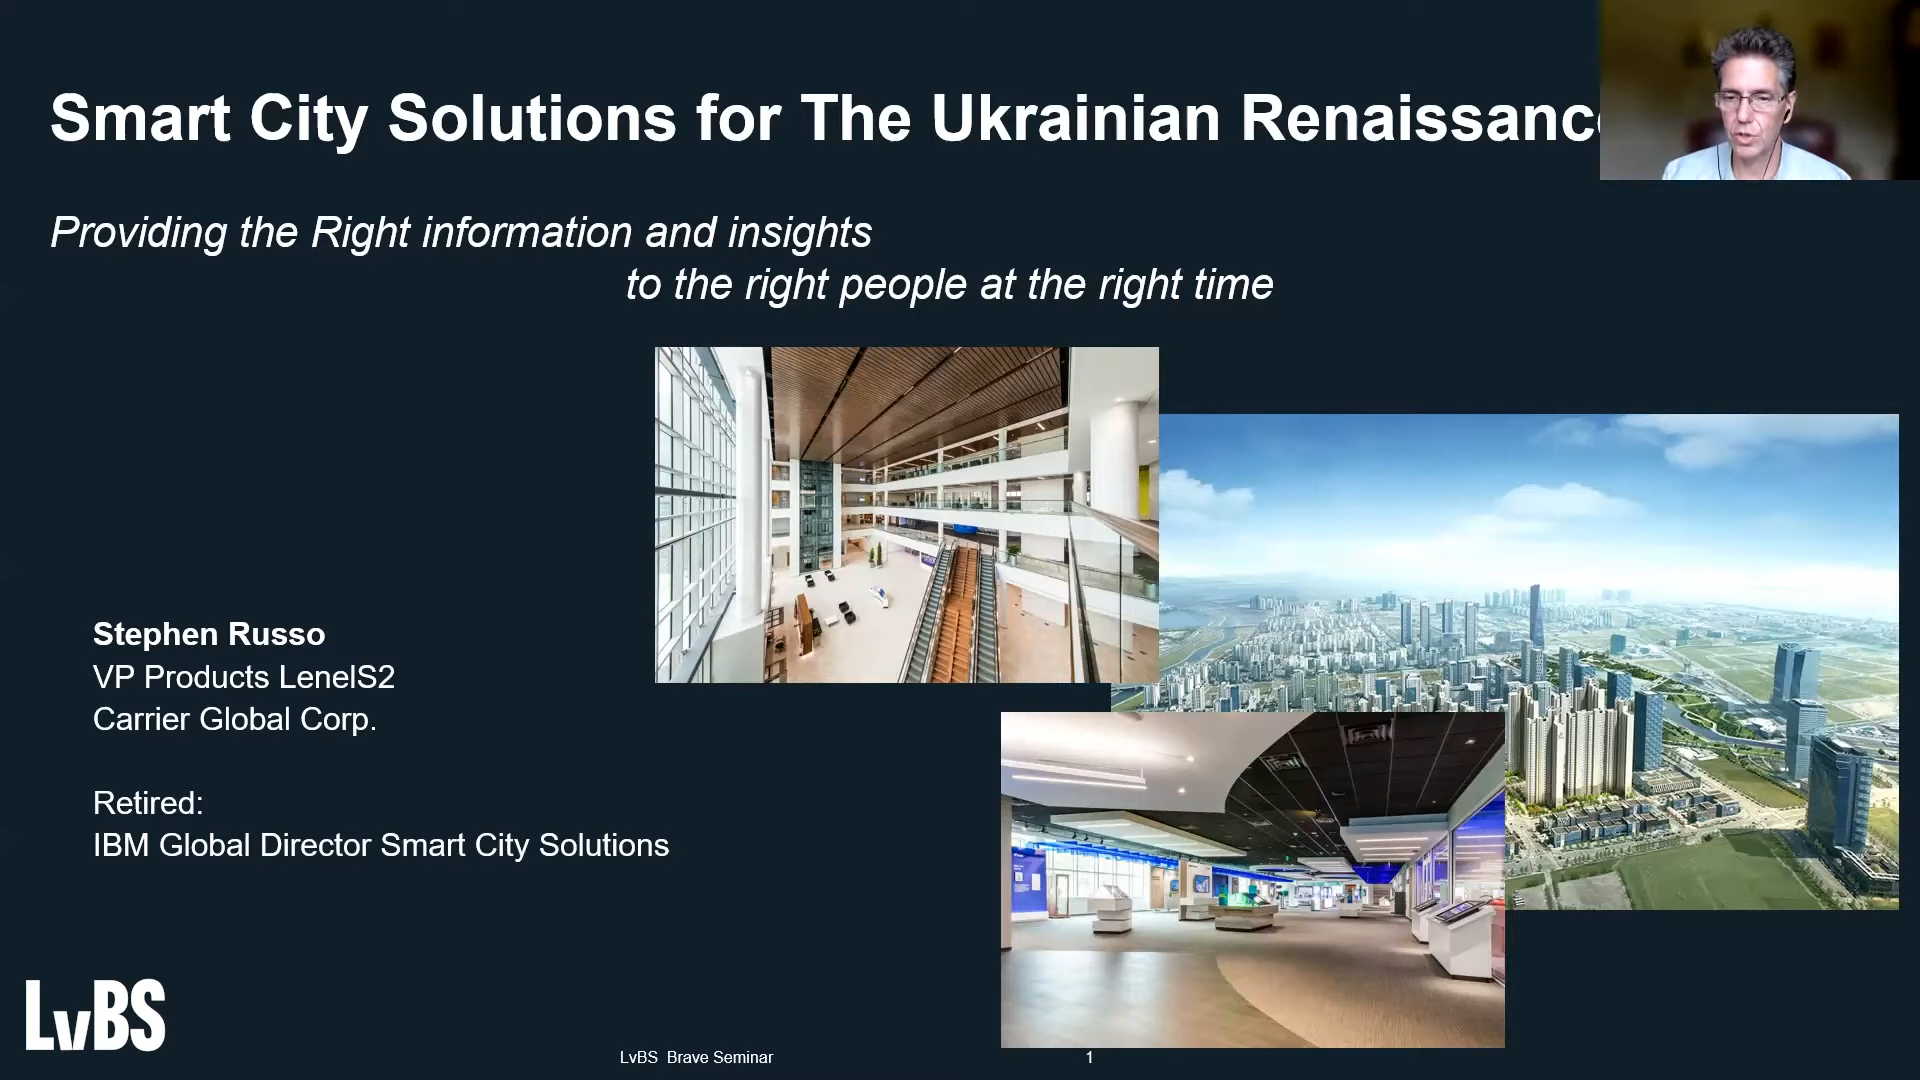 Smart City Solutions for The Ukrainian Renaissance
Providing the Right information and insights
to the right people at the right time
Stephen Russo
VP Products LenelS2
Carrier Global Corp.
Retired:
IBM Global Director Smart City Solutions
LvBS
LvBS Brave Seminar
1